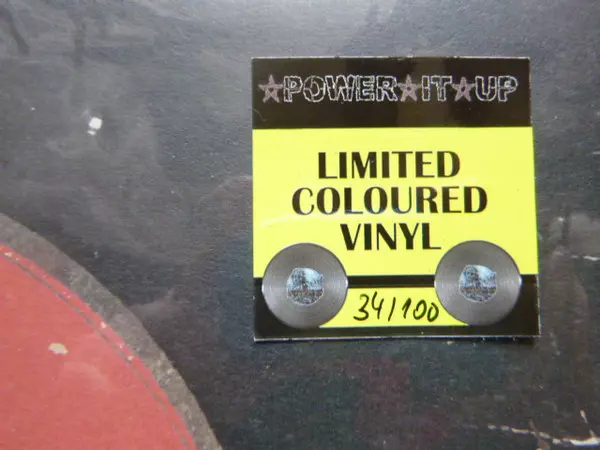 POWER IT UP
LIMITED
COLOURED
VINYL
34/100